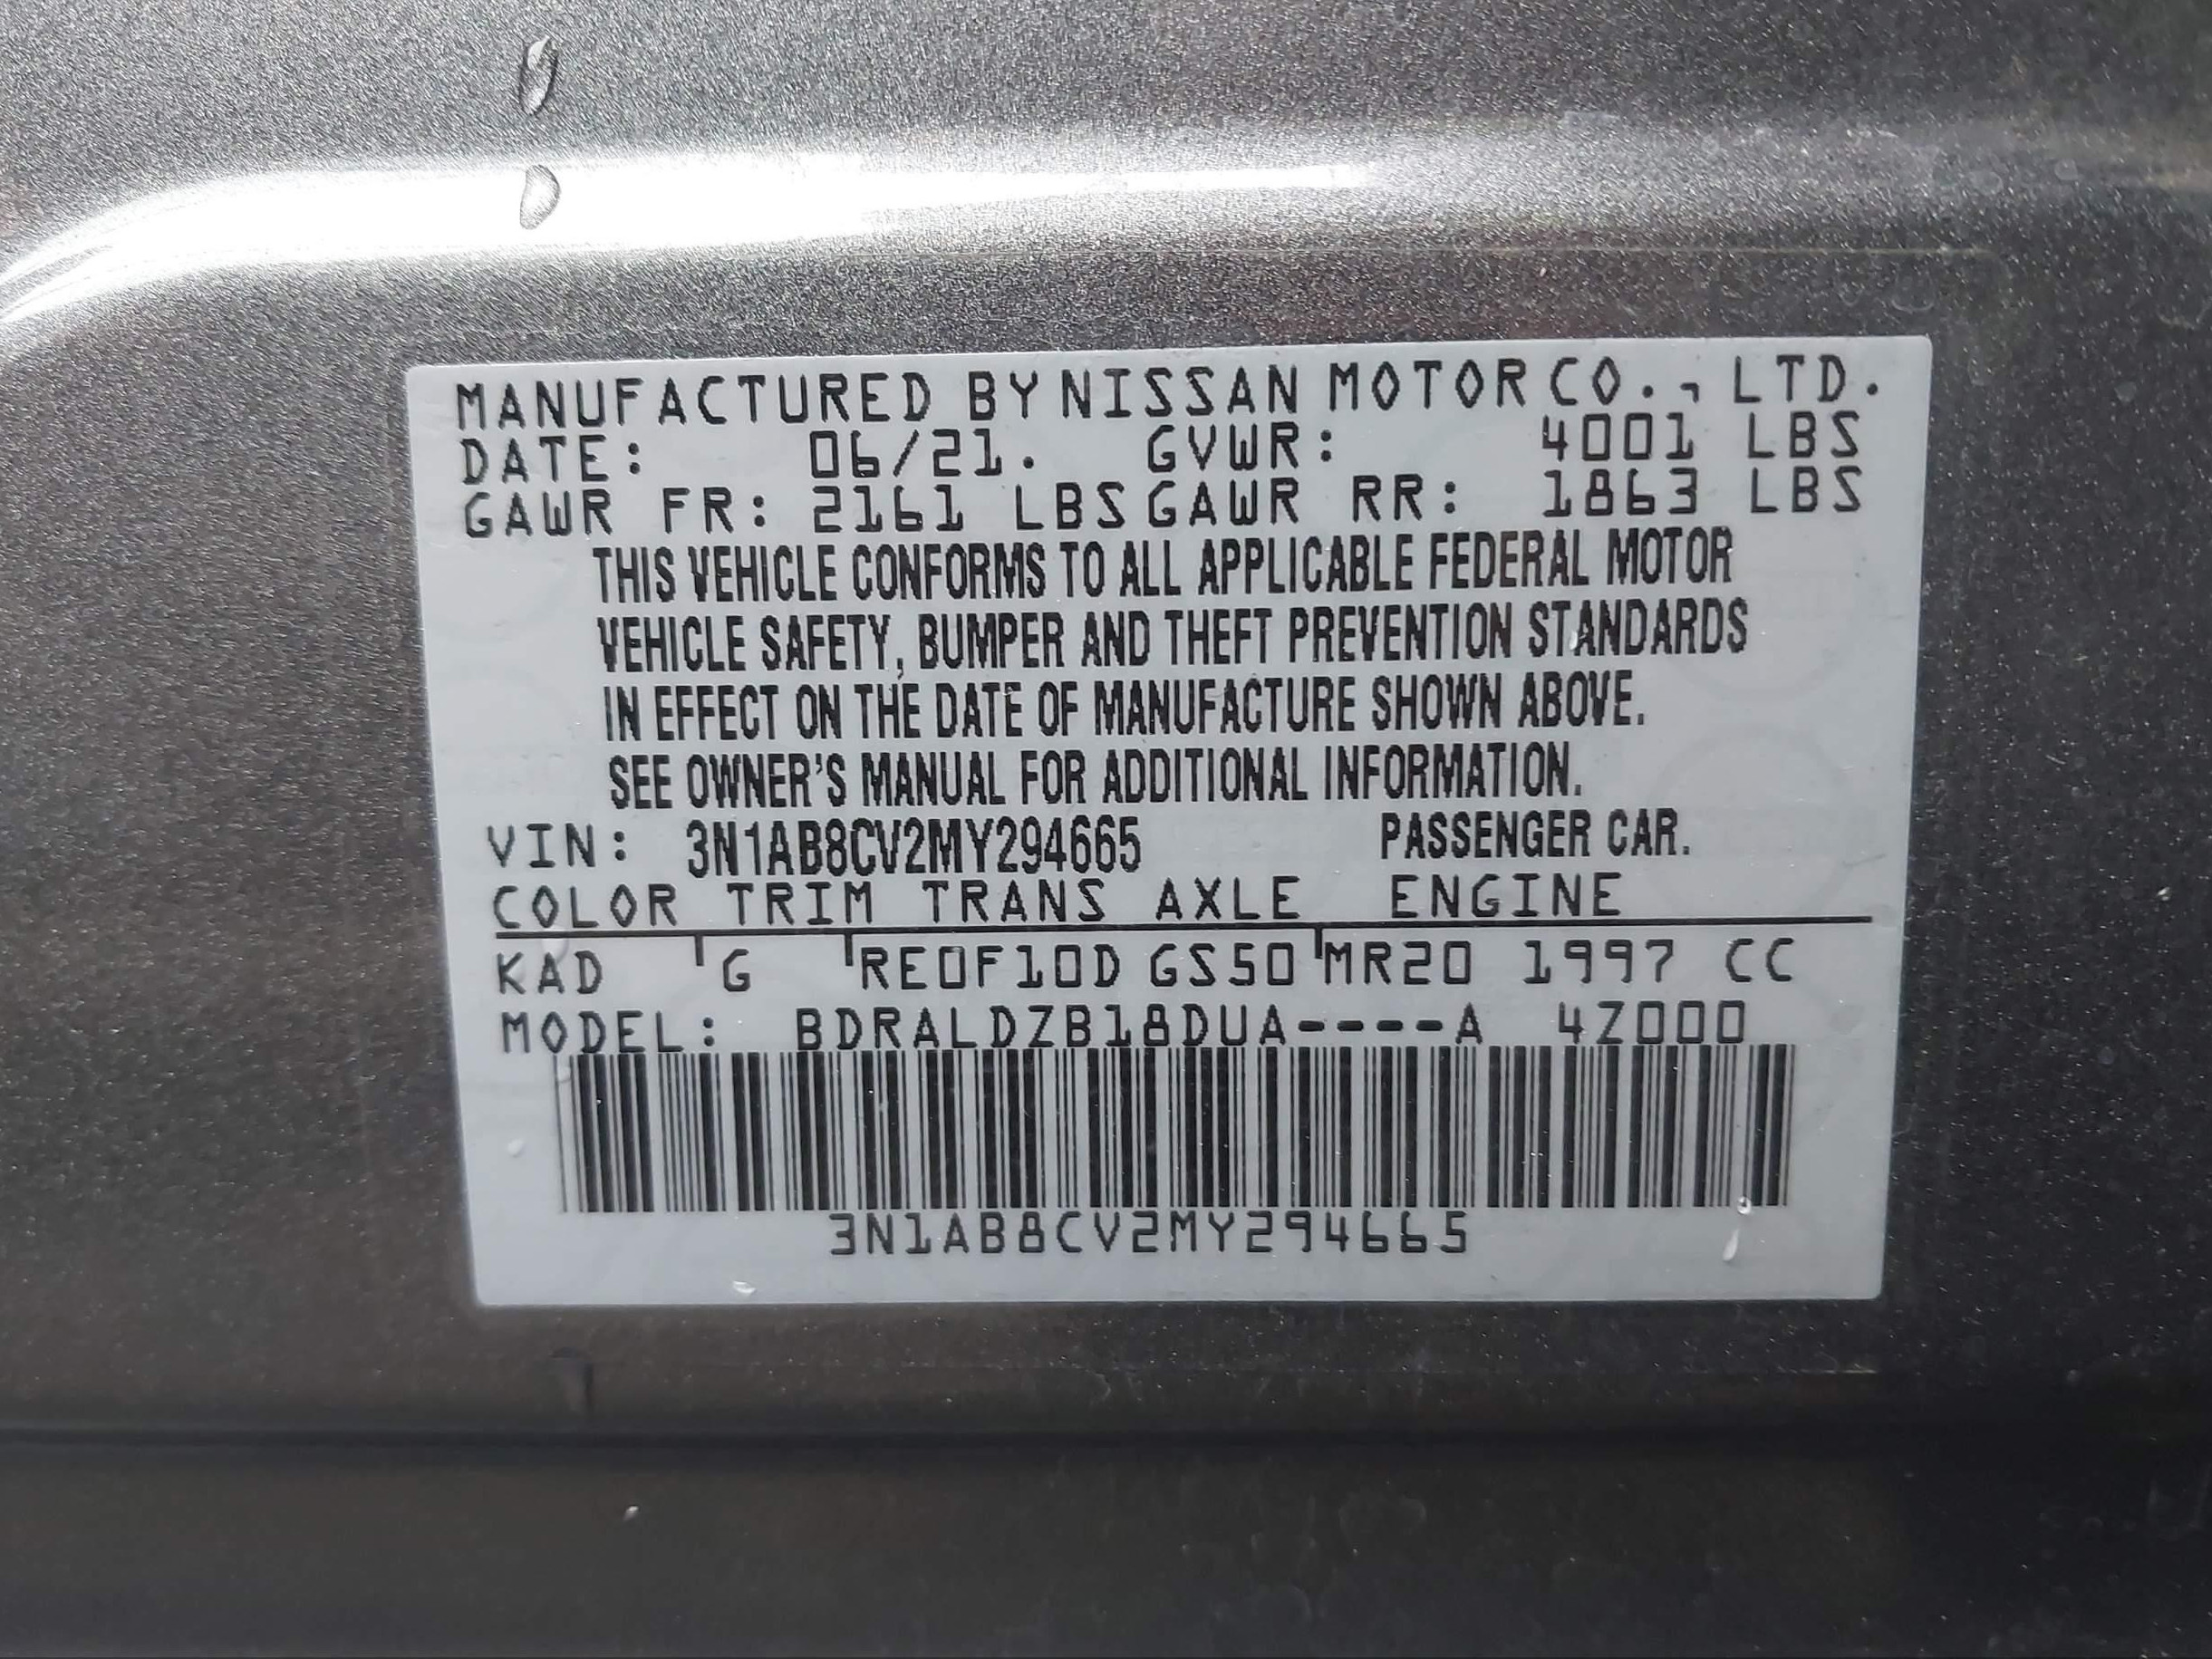 MANUFACTURED BY NISSAN MOTOR CO., LTD.
DATE: 06/21. GVWR: 4001 LBS
GAWR FR: 2161 LBS GAWR RR: 1863 LBS
THIS VEHICLE CONFORMS TO ALL APPLICABLE FEDERAL MOTOR
VEHICLE SAFETY, BUMPER AND THEFT PREVENTION STANDARDS
IN EFFECT ON THE DATE OF MANUFACTURE SHOWN ABOVE.
SEE OWNER'S MANUAL FOR ADDITIONAL INFORMATION.
VIN: 3N1AB8CV2MY294665 PASSENGER CAR.
COLOR TRIM TRANS AXLE ENGINE
KAD G RE0F10D GS50 MR20 1997 CC
MODEL: BDRALDZB18DUA----A 4Z000
3N1AB8CV2MY294665